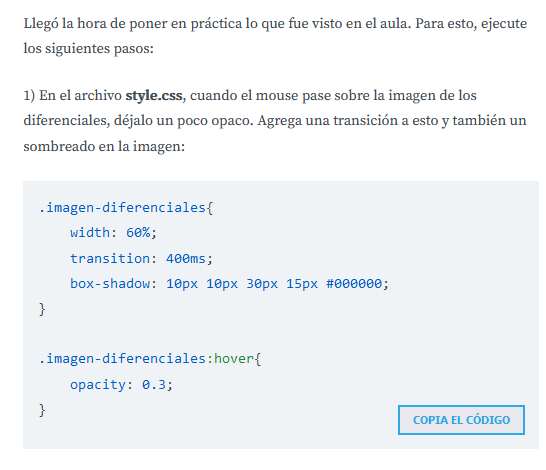 Llegó la hora de poner en práctica lo que fue visto en el aula. Para esto, ejecute
los siguientes pasos:
1) En el archivo style.css, cuando el mouse pase sobre la imagen de los
diferenciales, déjalo un poco opaco. Agrega una transición a esto y también un
sombreado en la imagen:
.imagen-diferenciales{
    width: 60%;
    transition: 400ms;
    box-shadow: 10px 10px 30px 15px #000000;
}
.imagen-diferenciales:hover{
    opacity: 0.3;
}
COPIA EL CÓDIGO